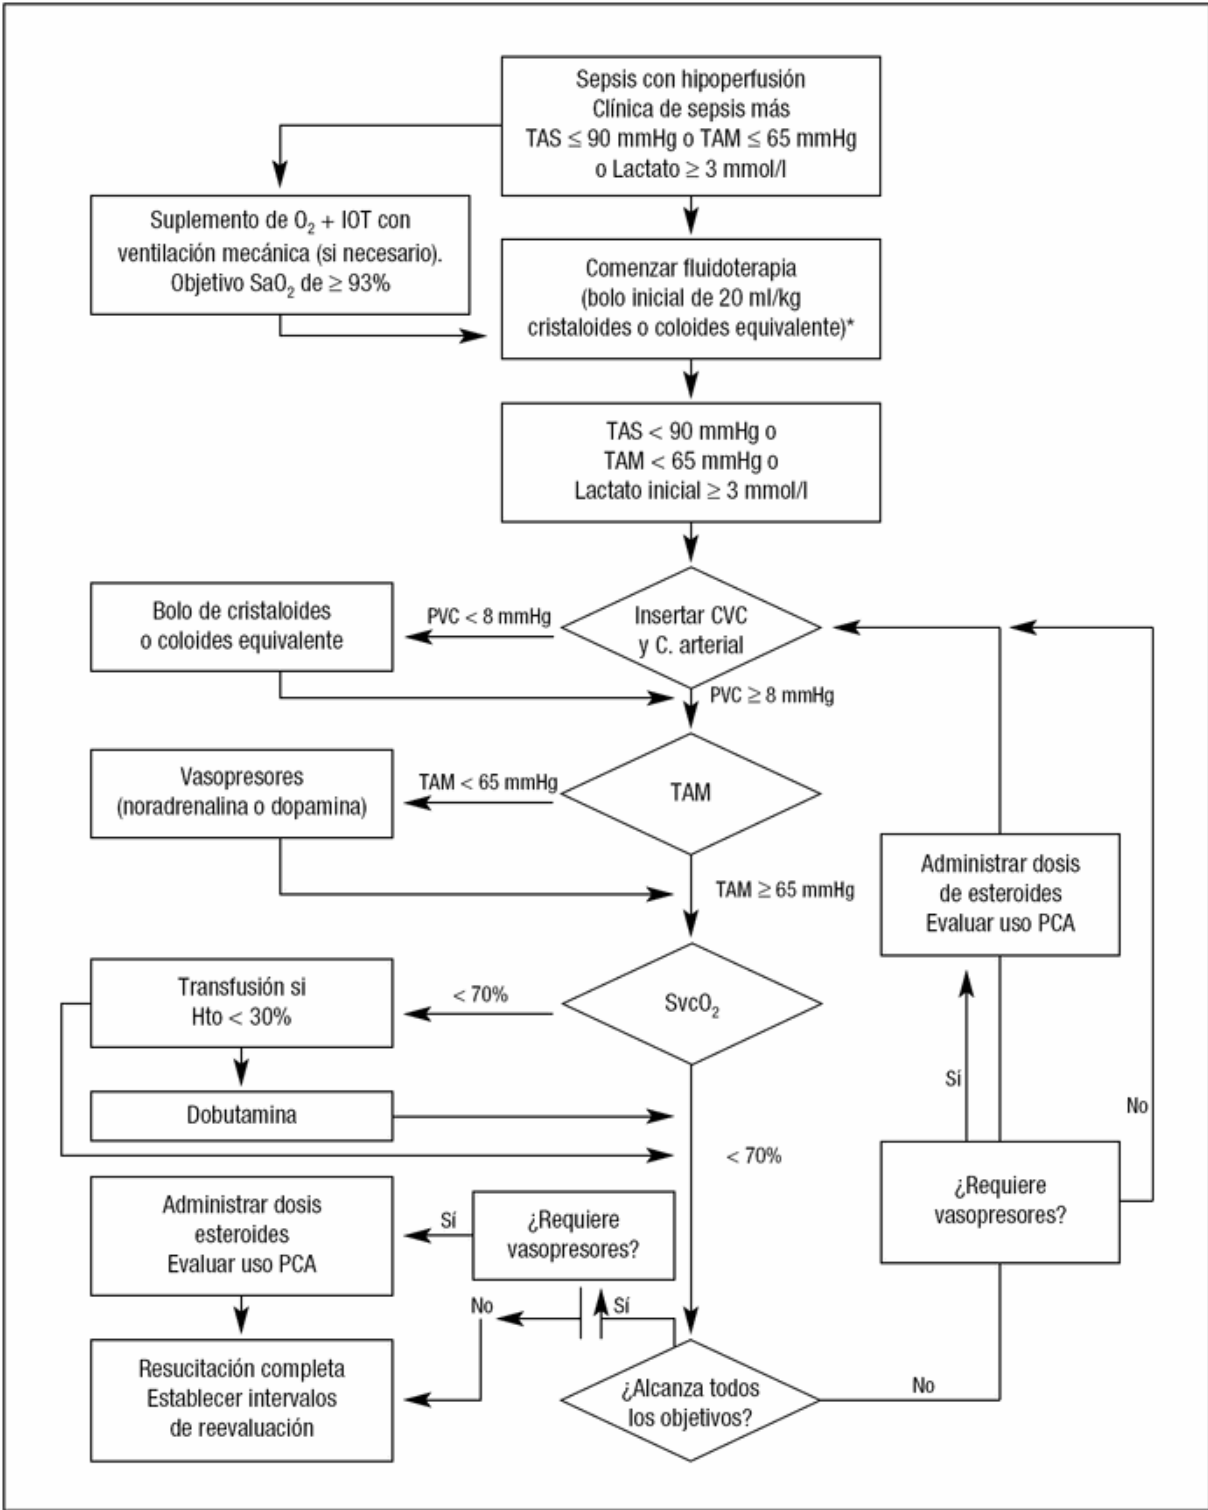 Sepsis con hipoperfusión
Clínica de sepsis más
TAS ≤ 90 mmHg o TAM ≤ 65 mmHg
o Lactato ≥ 3 mmol/l
Suplemento de O₂ + IOT con
ventilación mecánica (si necesario).
Objetivo SaO₂ de ≥ 93%
Comenzar fluidoterapia
(bolo inicial de 20 ml/kg
cristaloides o coloides equivalente)*
TAS < 90 mmHg o
TAM < 65 mmHg o
Lactato inicial ≥ 3 mmol/l
Insertar CVC
y C. arterial
PVC < 8 mmHg
Bolo de cristaloides
o coloides equivalente
PVC ≥ 8 mmHg
TAM
TAM < 65 mmHg
Vasopresores
(noradrenalina o dopamina)
TAM ≥ 65 mmHg
SvcO₂
< 70%
Transfusión si
Hto < 30%
Dobutamina
< 70%
Administrar dosis
de esteroides
Evaluar uso PCA
Sí
No
¿Requiere
vasopresores?
¿Requiere
vasopresores?
Sí
Administrar dosis
esteroides
Evaluar uso PCA
No
Sí
Resucitación completa
Establecer intervalos
de reevaluación
¿Alcanza todos
los objetivos?
No